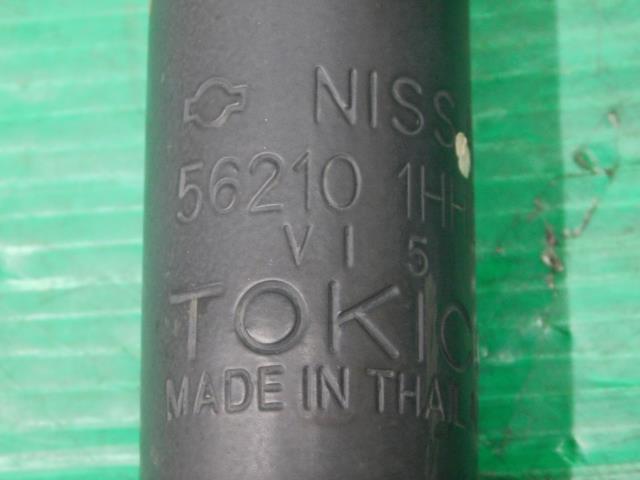 NISS
56210 1HH
V I 5
TOKIC
MADE IN THAIL